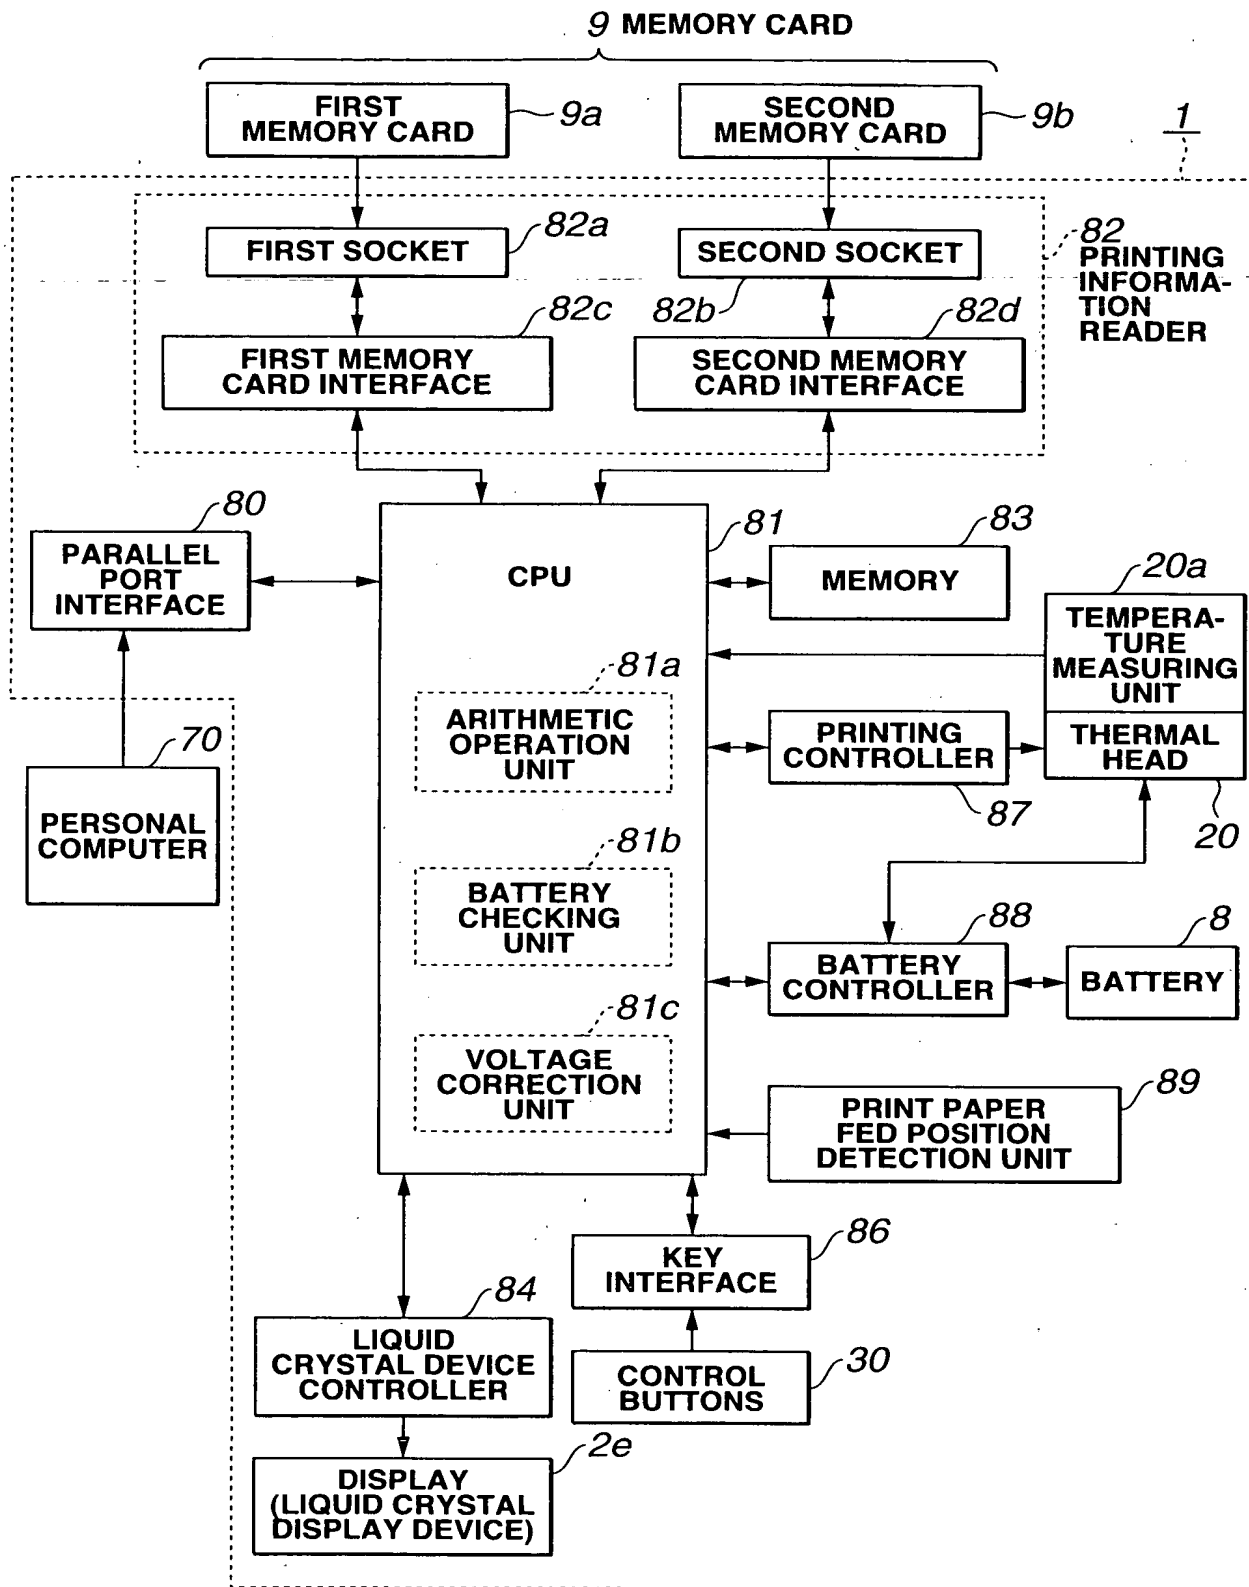 9 MEMORY CARD
FIRST
MEMORY CARD
9a
SECOND
MEMORY CARD
9b
1
FIRST SOCKET
82a
SECOND SOCKET
82b
82
PRINTING
INFORMA-
TION
READER
82c
FIRST MEMORY
CARD INTERFACE
82d
SECOND MEMORY
CARD INTERFACE
80
PARALLEL
PORT
INTERFACE
81
CPU
83
MEMORY
20a
TEMPERA-
TURE
MEASURING
UNIT
81a
ARITHMETIC
OPERATION
UNIT
PRINTING
CONTROLLER
87
THERMAL
HEAD
20
70
PERSONAL
COMPUTER
81b
BATTERY
CHECKING
UNIT
88
BATTERY
CONTROLLER
8
BATTERY
81c
VOLTAGE
CORRECTION
UNIT
89
PRINT PAPER
FED POSITION
DETECTION UNIT
86
KEY
INTERFACE
84
LIQUID
CRYSTAL DEVICE
CONTROLLER
30
CONTROL
BUTTONS
2e
DISPLAY
(LIQUID CRYSTAL
DISPLAY DEVICE)